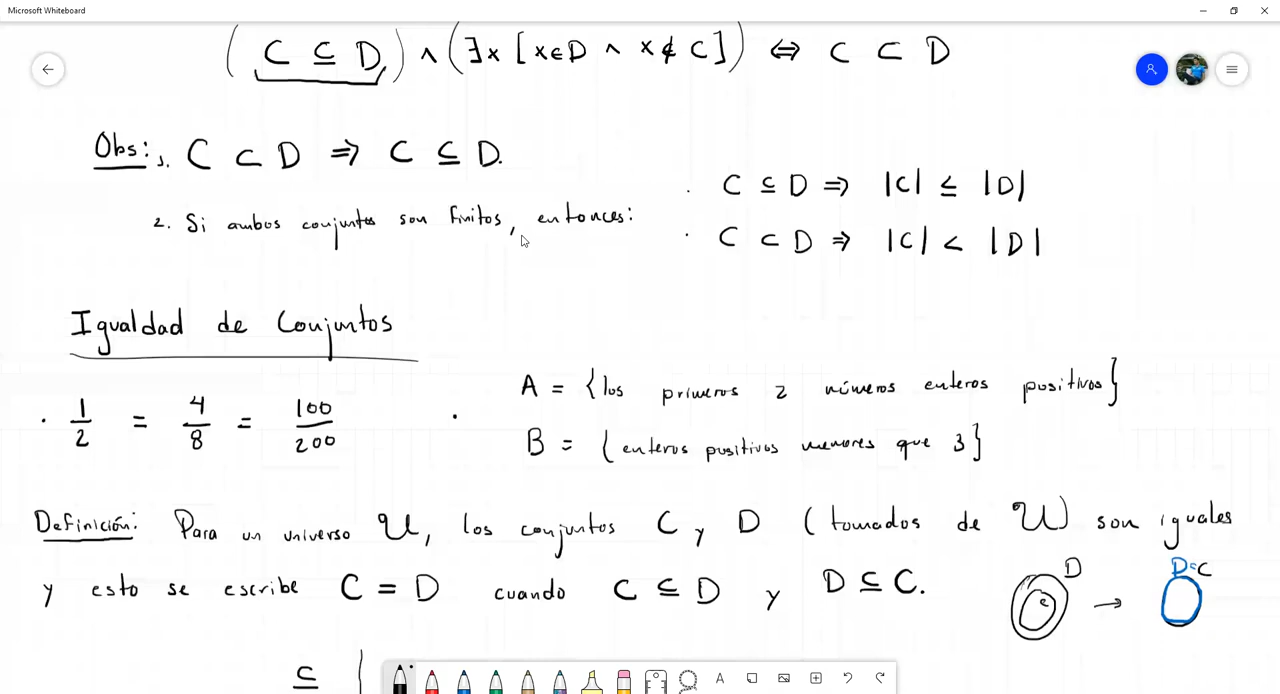 Microsoft Whiteboard
(C ⊆ D) ∧ (∃x [x ∈ D ∧ x ∉ C]) ⇔ C ⊂ D
Obs: 1. C ⊂ D ⇒ C ⊆ D.
2. Si ambos conjuntos son finitos, entonces:
· C ⊆ D ⇒ |C| ≤ |D|
· C ⊂ D ⇒ |C| < |D|
Igualdad de Conjuntos
· 1/2 = 4/8 = 100/200
· A = {los primeros 2 números enteros positivos}
B = {enteros positivos menores que 3}
Definición: Para un universo U, los conjuntos C y D (tomados de U) son iguales
y esto se escribe C = D cuando C ⊆ D y D ⊆ C.
D C → D=C
⊆
A